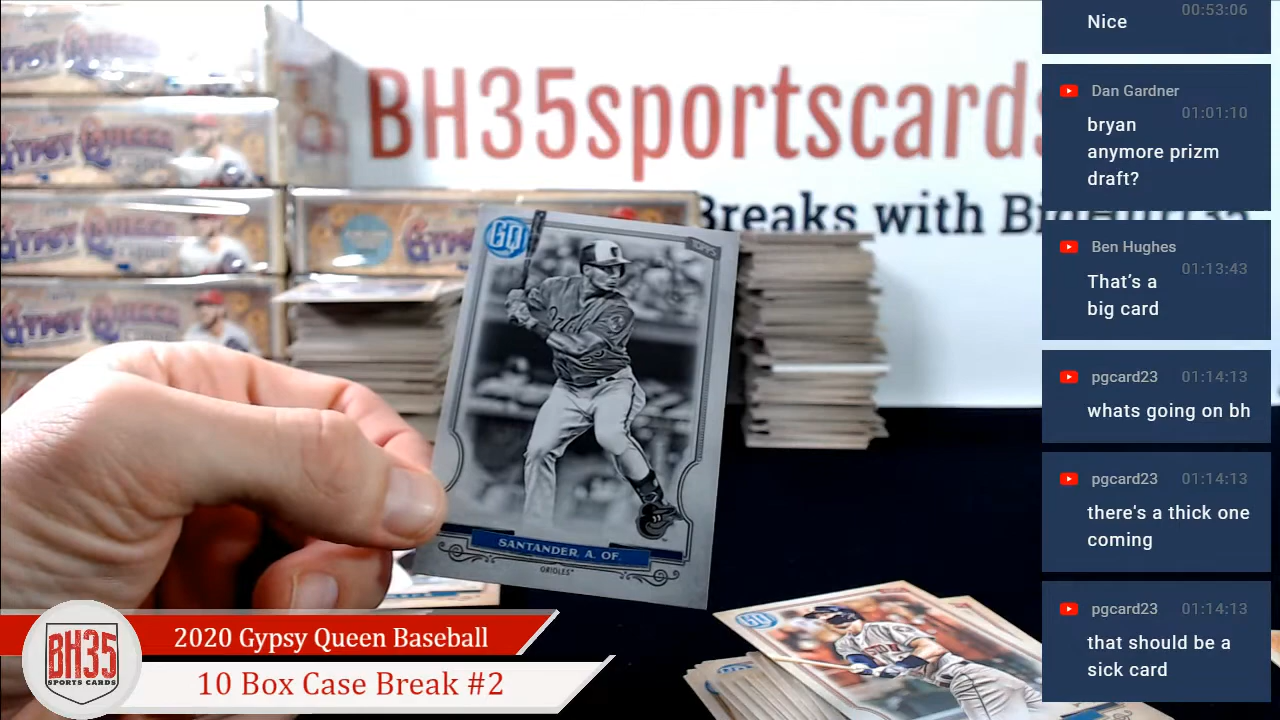 BH35sportscards
Breaks with
GYPSY QUEEN
GYPSY QUEEN
GYPSY QUEEN
GQ
TOPPS
SANTANDER, A. OF
ORIOLES
GQ
BH35
SPORTS CARDS
2020 Gypsy Queen Baseball
10 Box Case Break #2
00:53:06
Nice
Dan Gardner
01:01:10
bryan
anymore prizm
draft?
Ben Hughes
01:13:43
That's a
big card
pgcard23 01:14:13
whats going on bh
pgcard23 01:14:13
there's a thick one
coming
pgcard23 01:14:13
that should be a
sick card